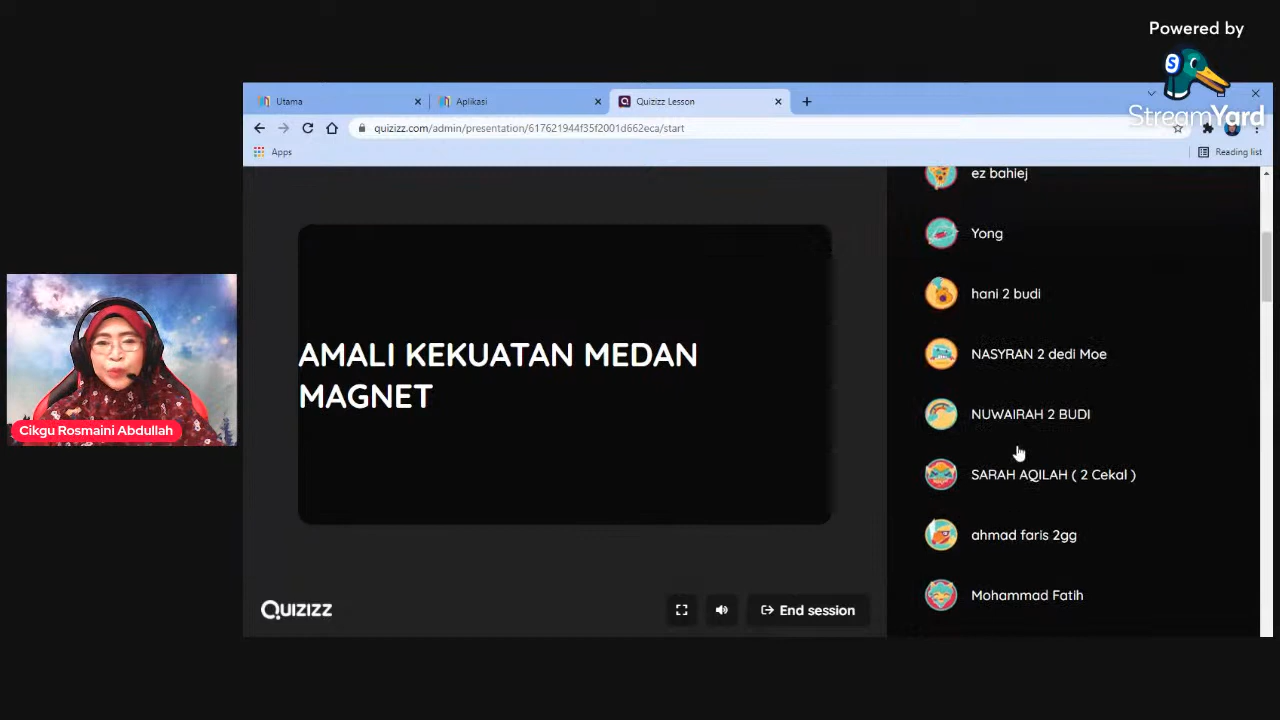 Powered by
S
StreamYard
Utama
Aplikasi
Quizizz Lesson
quizizz.com/admin/presentation/617621944f35f2001d662eca/start
Apps
Reading list
ez bahiej
Yong
hani 2 budi
NASYRAN 2 dedi Moe
NUWAIRAH 2 BUDI
SARAH AQILAH ( 2 Cekal )
ahmad faris 2gg
Mohammad Fatih
AMALI KEKUATAN MEDAN
MAGNET
Cikgu Rosmaini Abdullah
QUIZIZZ
End session